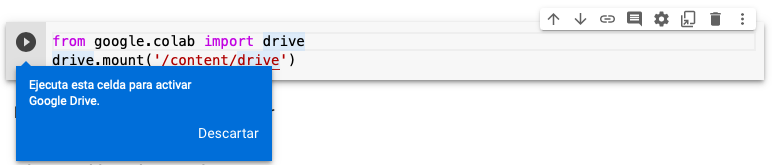 from google.colab import drive
drive.mount('/content/drive')
Ejecuta esta celda para activar
Google Drive.
Descartar